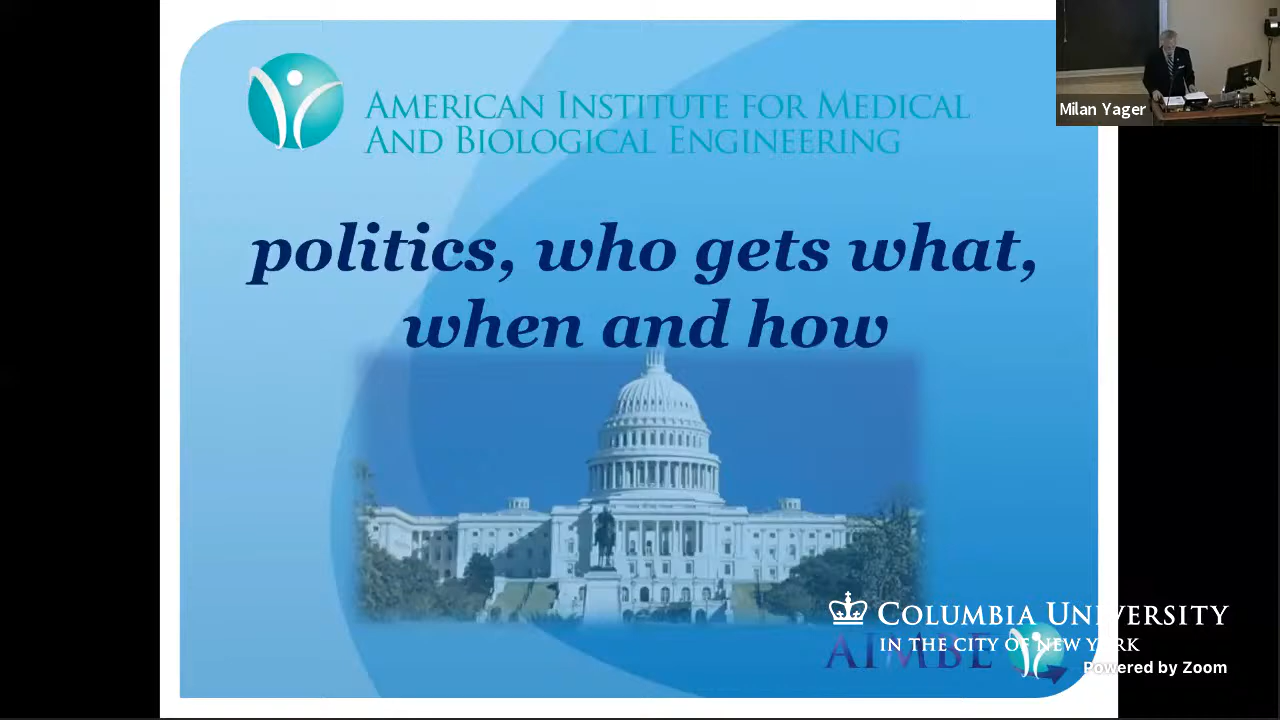 AMERICAN INSTITUTE FOR MEDICAL
AND BIOLOGICAL ENGINEERING
Milan Yager
politics, who gets what,
when and how
COLUMBIA UNIVERSITY
IN THE CITY OF NEW YORK
AIMBE
Powered by Zoom